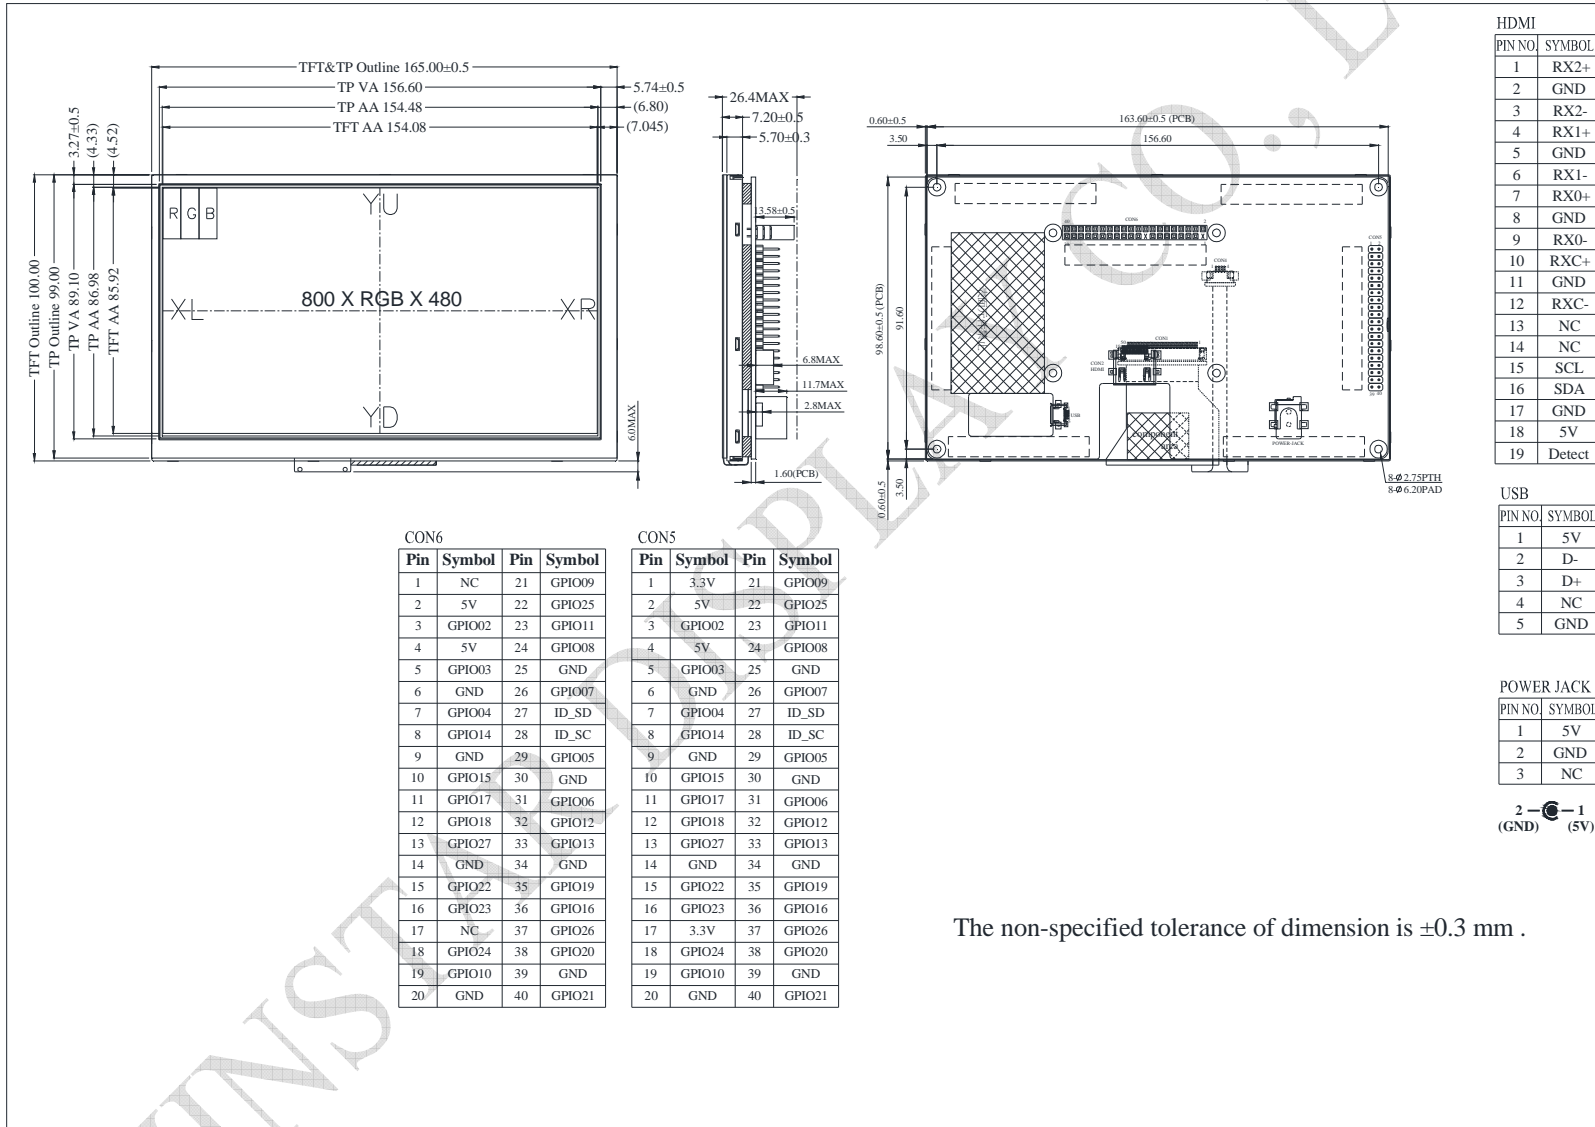 TFT&TP Outline 165.00±0.5
TP VA 156.60
5.74±0.5
TP AA 154.48
(6.80)
TFT AA 154.08
(7.045)
3.27±0.5
(4.33)
(4.52)
TFT Outline 100.00
TP Outline 99.00
TP VA 89.10
TP AA 86.98
TFT AA 85.92
R G B
YU
XL
800 X RGB X 480
XR
YD
6.0MAX
26.4MAX
7.20±0.5
5.70±0.3
13.58±0.5
6.8MAX
11.7MAX
2.8MAX
1.60(PCB)
0.60±0.5
163.60±0.5 (PCB)
3.50
156.60
98.60±0.5 (PCB)
91.60
0.60±0.5
3.50
CON6
40
2
CON5
CON4
CON3
CON2
HDMI
USB
component
area
POWER-JACK
8-Ø 2.75PTH
8-Ø 6.20PAD
HDMI
PIN NO. SYMBOL
1 RX2+
2 GND
3 RX2-
4 RX1+
5 GND
6 RX1-
7 RX0+
8 GND
9 RX0-
10 RXC+
11 GND
12 RXC-
13 NC
14 NC
15 SCL
16 SDA
17 GND
18 5V
19 Detect
USB
PIN NO. SYMBOL
1 5V
2 D-
3 D+
4 NC
5 GND
POWER JACK
PIN NO. SYMBOL
1 5V
2 GND
3 NC
2 1
(GND) (5V)
CON6
Pin Symbol Pin Symbol
1 NC 21 GPIO09
2 5V 22 GPIO25
3 GPIO02 23 GPIO11
4 5V 24 GPIO08
5 GPIO03 25 GND
6 GND 26 GPIO07
7 GPIO04 27 ID_SD
8 GPIO14 28 ID_SC
9 GND 29 GPIO05
10 GPIO15 30 GND
11 GPIO17 31 GPIO06
12 GPIO18 32 GPIO12
13 GPIO27 33 GPIO13
14 GND 34 GND
15 GPIO22 35 GPIO19
16 GPIO23 36 GPIO16
17 NC 37 GPIO26
18 GPIO24 38 GPIO20
19 GPIO10 39 GND
20 GND 40 GPIO21
CON5
Pin Symbol Pin Symbol
1 3.3V 21 GPIO09
2 5V 22 GPIO25
3 GPIO02 23 GPIO11
4 5V 24 GPIO08
5 GPIO03 25 GND
6 GND 26 GPIO07
7 GPIO04 27 ID_SD
8 GPIO14 28 ID_SC
9 GND 29 GPIO05
10 GPIO15 30 GND
11 GPIO17 31 GPIO06
12 GPIO18 32 GPIO12
13 GPIO27 33 GPIO13
14 GND 34 GND
15 GPIO22 35 GPIO19
16 GPIO23 36 GPIO16
17 3.3V 37 GPIO26
18 GPIO24 38 GPIO20
19 GPIO10 39 GND
20 GND 40 GPIO21
The non-specified tolerance of dimension is ±0.3 mm .
INSTAR DISPLAY CO., L